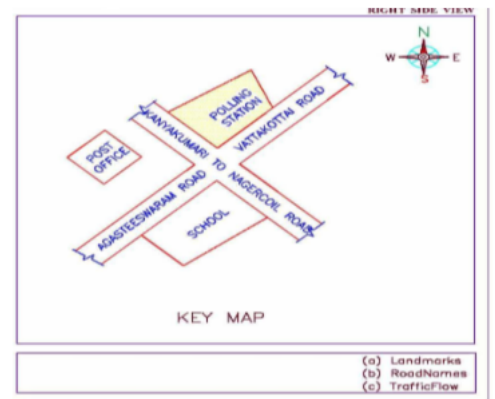 RIGHT SIDE VIEW
N
W
E
S
POLLING
STATION
VATTAKOTTAI ROAD
KANYAKUMARI TO NAGERCOIL ROAD
POST
OFFICE
AGASTEESWARAM ROAD
SCHOOL
KEY MAP
(a) Landmarks
(b) RoadNames
(c) TrafficFlow